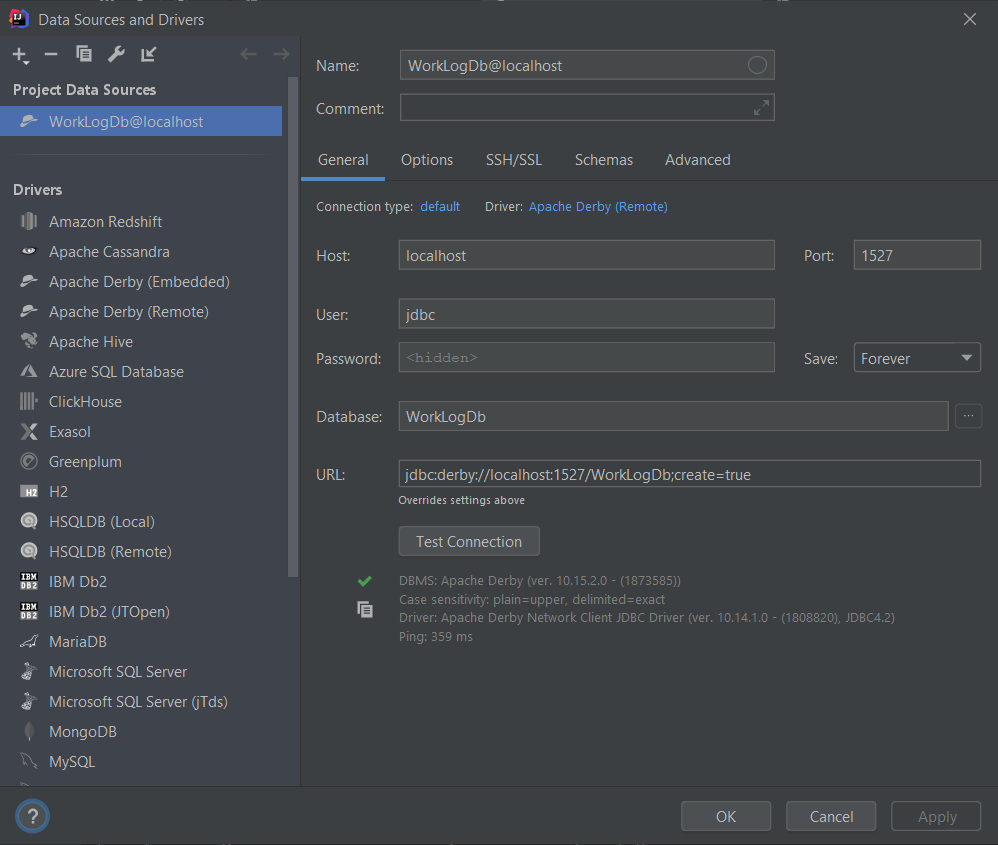 Data Sources and Drivers
Project Data Sources
WorkLogDb@localhost
Drivers
Amazon Redshift
Apache Cassandra
Apache Derby (Embedded)
Apache Derby (Remote)
Apache Hive
Azure SQL Database
ClickHouse
Exasol
Greenplum
H2 H2
HSQLDB (Local)
HSQLDB (Remote)
IBM DB2 IBM Db2
IBM DB2 IBM Db2 (JTOpen)
MariaDB
Microsoft SQL Server
Microsoft SQL Server (jTds)
MongoDB
MySQL
Name: WorkLogDb@localhost
Comment:
General Options SSH/SSL Schemas Advanced
Connection type: default Driver: Apache Derby (Remote)
Host: localhost Port: 1527
User: jdbc
Password: <hidden> Save: Forever
Database: WorkLogDb ...
URL: jdbc:derby://localhost:1527/WorkLogDb;create=true
Overrides settings above
Test Connection
DBMS: Apache Derby (ver. 10.15.2.0 - (1873585))
Case sensitivity: plain=upper, delimited=exact
Driver: Apache Derby Network Client JDBC Driver (ver. 10.14.1.0 - (1808820), JDBC4.2)
Ping: 359 ms
? OK Cancel Apply